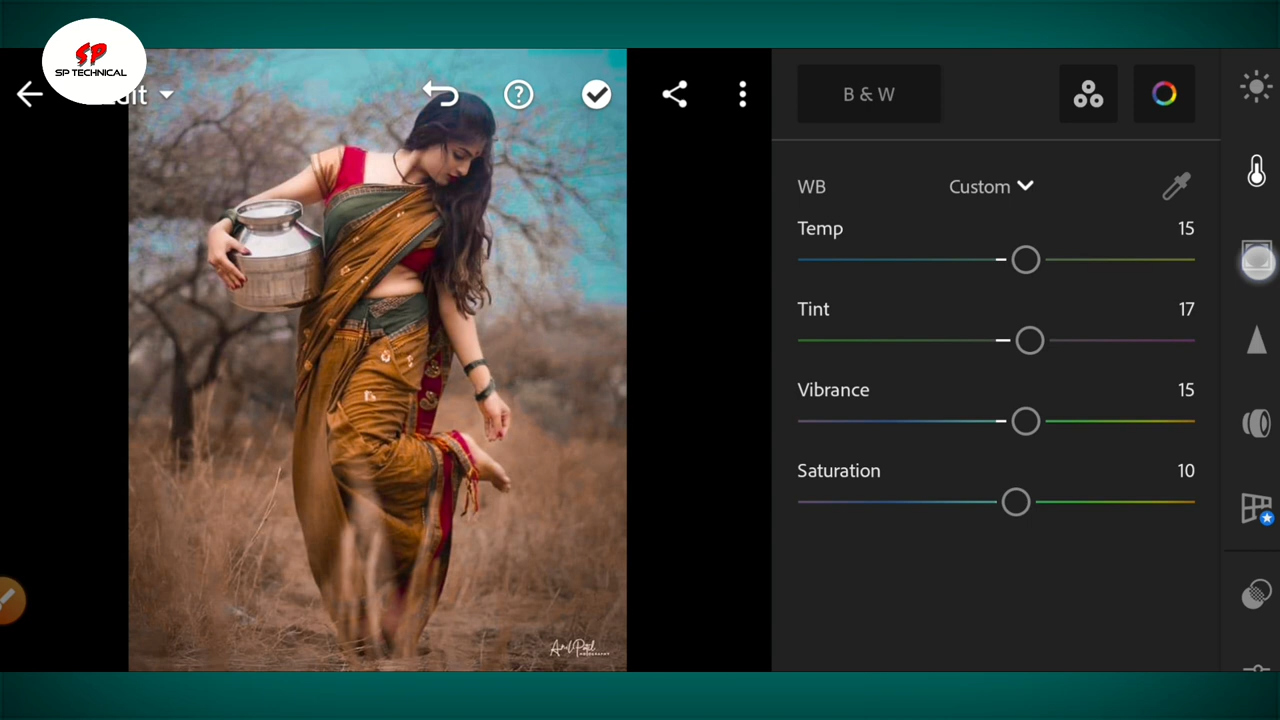 SP
SP TECHNICAL
B & W
WB
Custom
Temp
15
Tint
17
Vibrance
15
Saturation
10